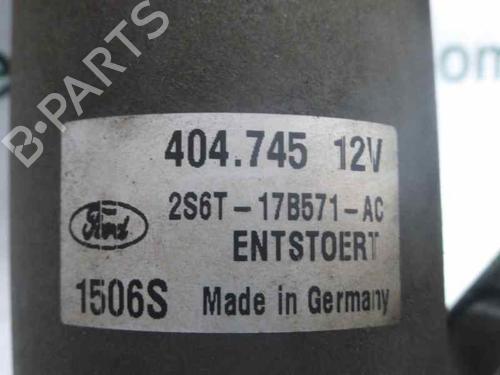 404.745 12V
2S6T-17B571-AC
Ford
ENTSTOERT
1506S Made in Germany
B-PARTS